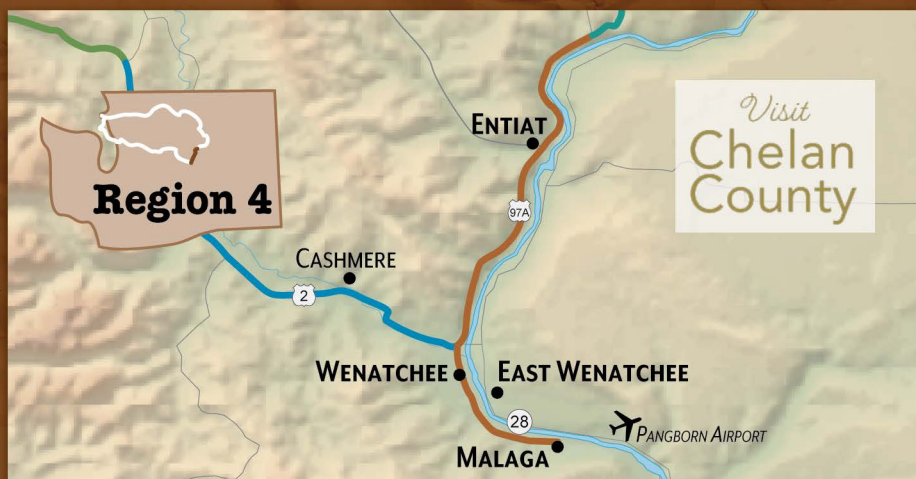 ENTIAT
Visit
Chelan
County
Region 4
97A
CASHMERE
2
WENATCHEE
EAST WENATCHEE
28
PANGBORN AIRPORT
MALAGA